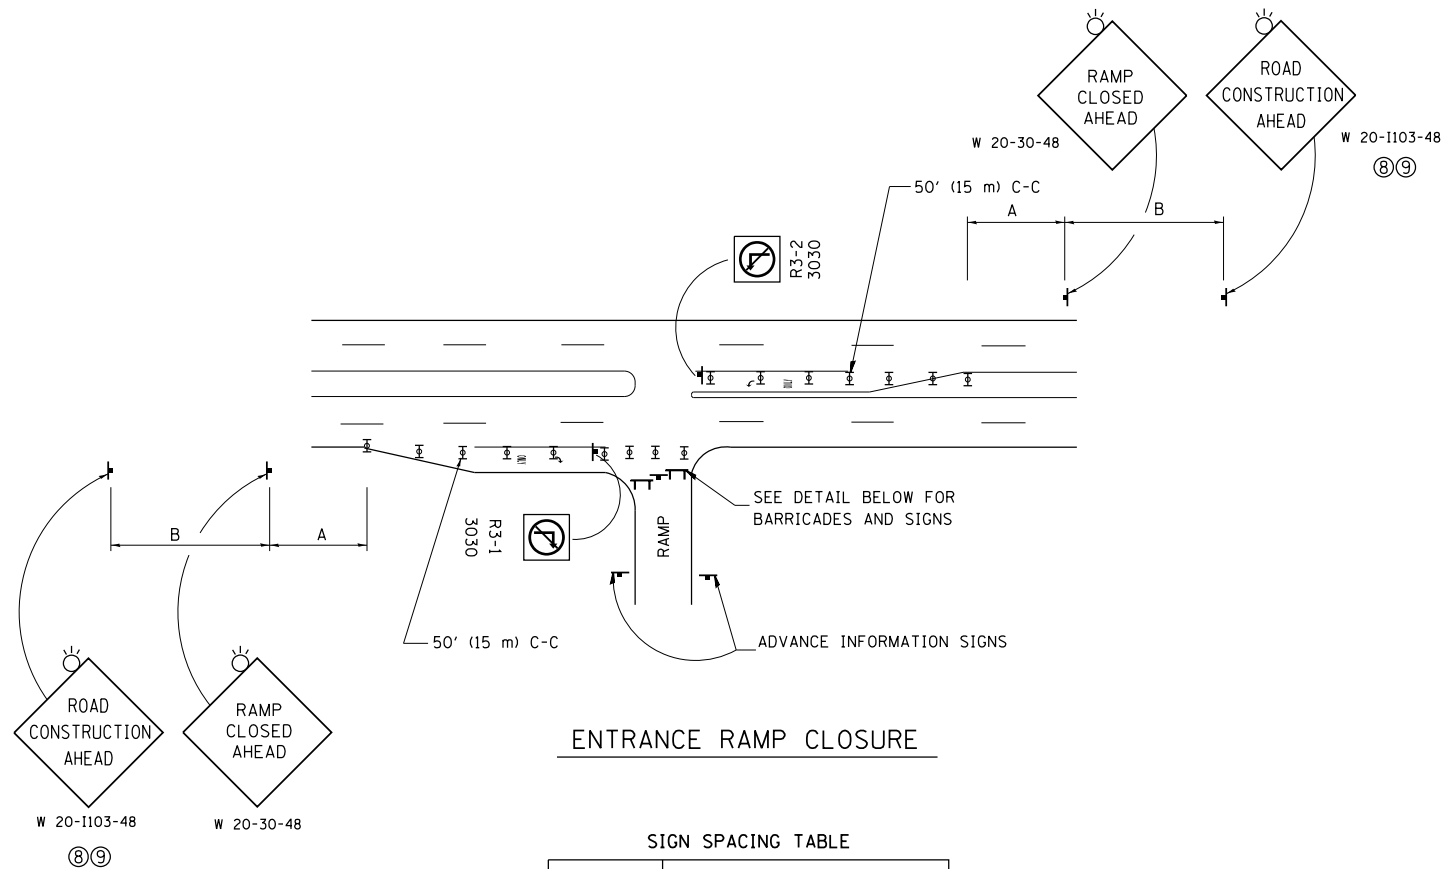 RAMP
CLOSED
AHEAD
W 20-30-48
ROAD
CONSTRUCTION
AHEAD
W 20-I103-48
⑧⑨
50' (15 m) C-C
A
B
R3-2
3030
ONLY
ONLY
SEE DETAIL BELOW FOR
BARRICADES AND SIGNS
RAMP
R3-1
3030
B
A
50' (15 m) C-C
ADVANCE INFORMATION SIGNS
ROAD
CONSTRUCTION
AHEAD
W 20-I103-48
⑧⑨
RAMP
CLOSED
AHEAD
W 20-30-48
ENTRANCE RAMP CLOSURE
SIGN SPACING TABLE